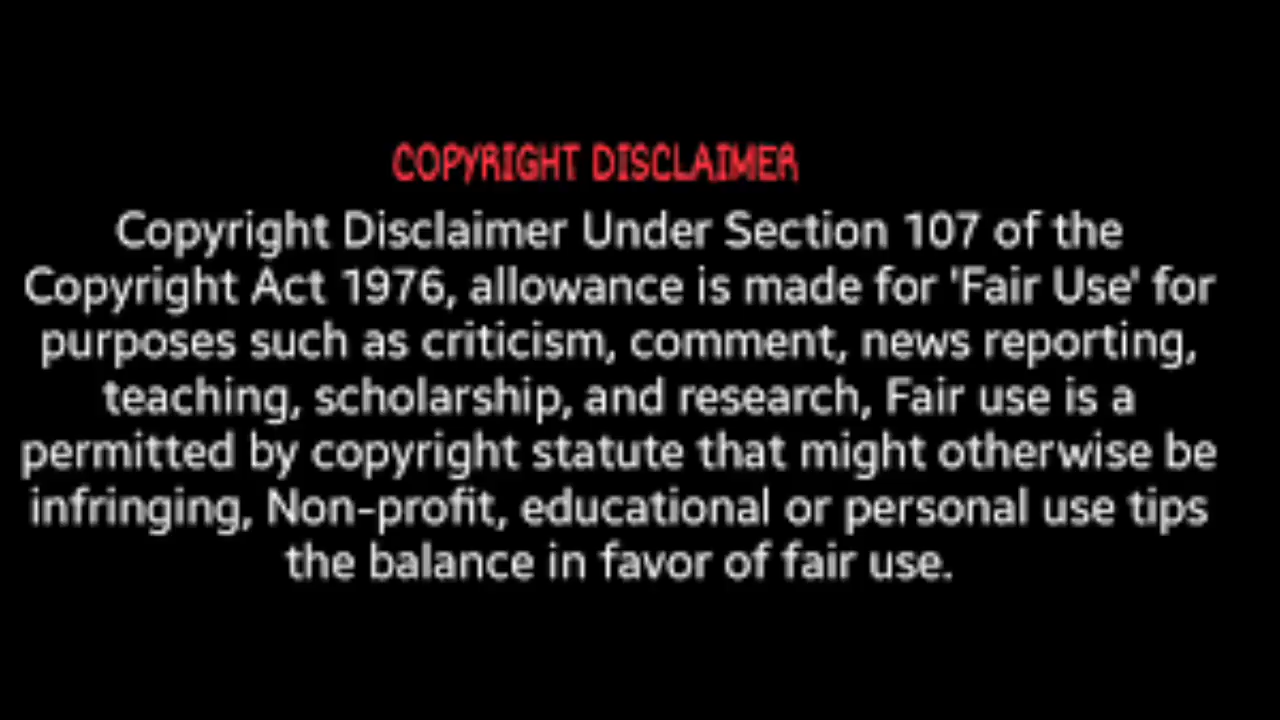 COPYRIGHT DISCLAIMER
Copyright Disclaimer Under Section 107 of the
Copyright Act 1976, allowance is made for 'Fair Use' for
purposes such as criticism, comment, news reporting,
teaching, scholarship, and research, Fair use is a
permitted by copyright statute that might otherwise be
infringing, Non-profit, educational or personal use tips
the balance in favor of fair use.